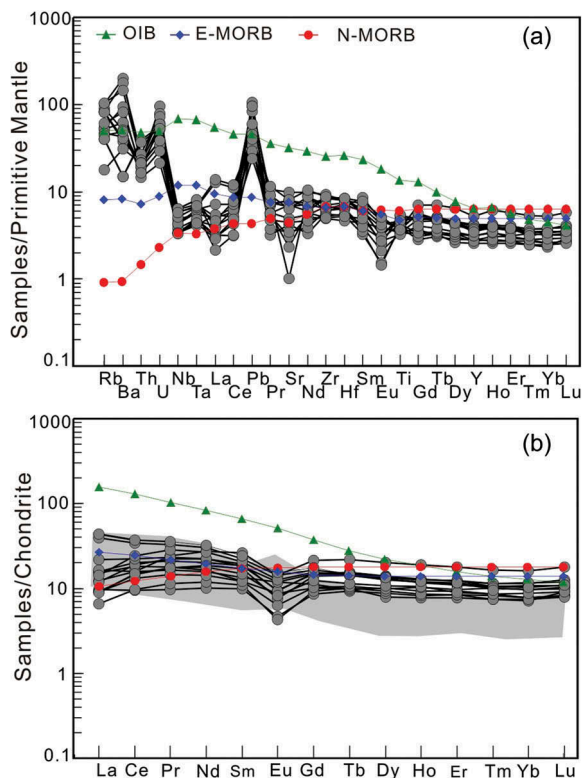 1000
OIB E-MORB N-MORB (a)
100
10
1
0.1
Samples/Primitive Mantle
Rb Th Nb La Pb Sr Zr Sm Ti Tb Y Er Yb
Ba U Ta Ce Pr Nd Hf Eu Gd Dy Ho Tm Lu
1000
(b)
100
10
1
0.1
Samples/Chondrite
La Ce Pr Nd Sm Eu Gd Tb Dy Ho Er Tm Yb Lu